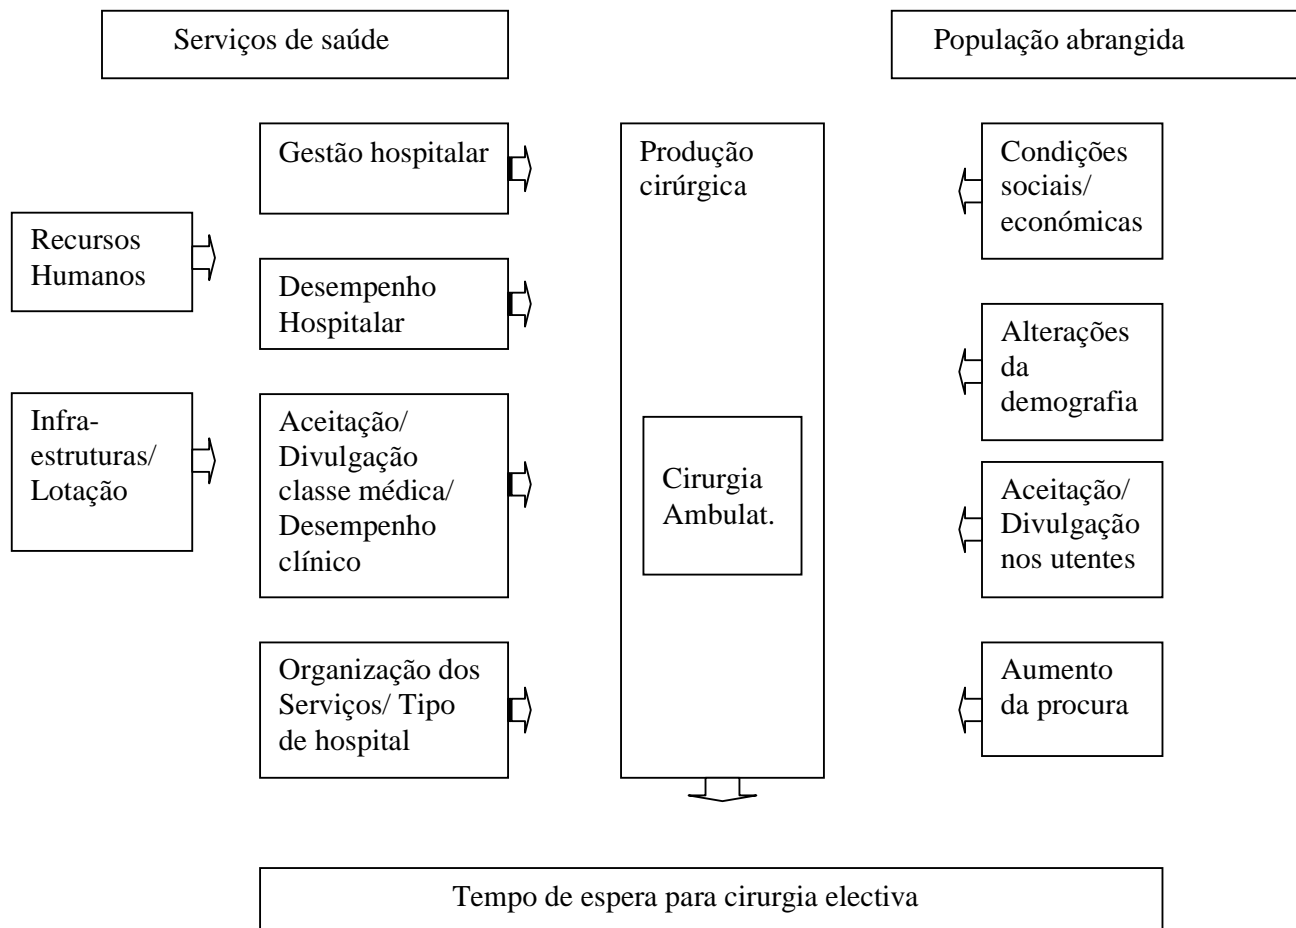 Serviços de saúde
População abrangida
Gestão hospitalar
Produção
cirúrgica
Condições
sociais/
económicas
Recursos
Humanos
Desempenho
Hospitalar
Alterações
da
demografia
Infra-
estruturas/
Lotação
Aceitação/
Divulgação
classe médica/
Desempenho
clínico
Cirurgia
Ambulat.
Aceitação/
Divulgação
nos utentes
Organização dos
Serviços/ Tipo
de hospital
Aumento
da procura
Tempo de espera para cirurgia electiva